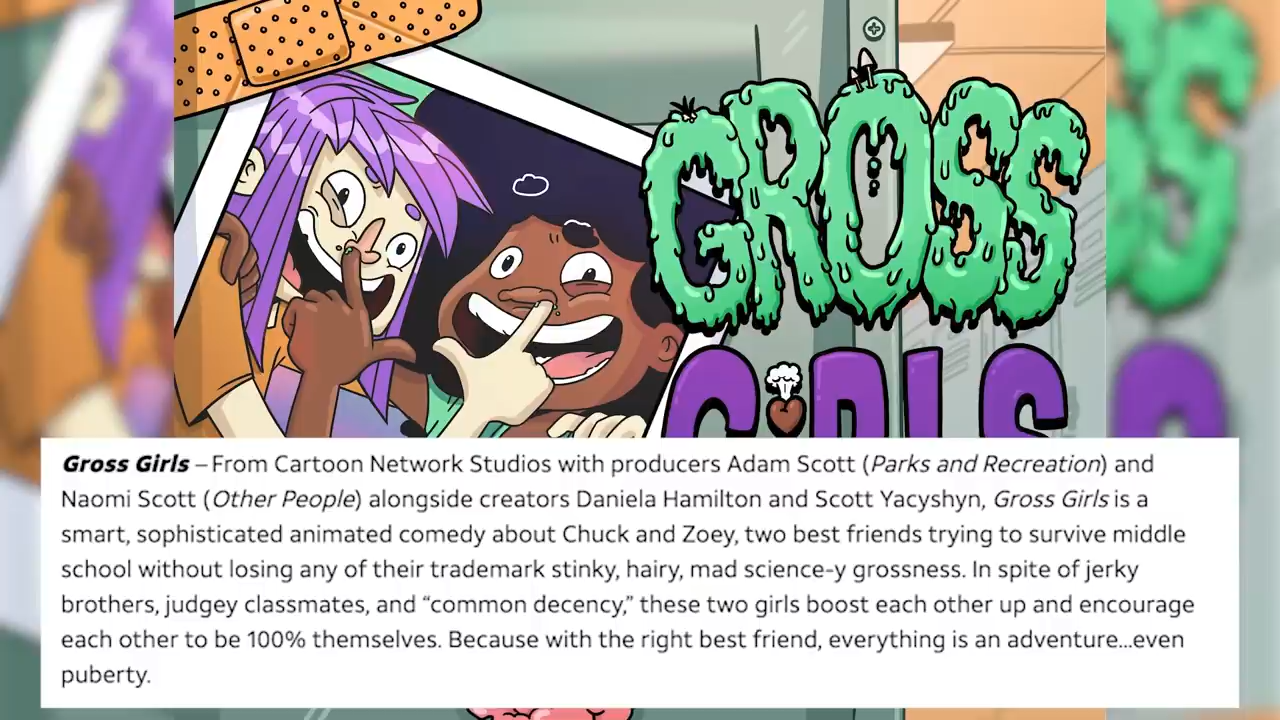 GROSS
GIRLS
Gross Girls – From Cartoon Network Studios with producers Adam Scott (Parks and Recreation) and
Naomi Scott (Other People) alongside creators Daniela Hamilton and Scott Yacyshyn, Gross Girls is a
smart, sophisticated animated comedy about Chuck and Zoey, two best friends trying to survive middle
school without losing any of their trademark stinky, hairy, mad science-y grossness. In spite of jerky
brothers, judgey classmates, and “common decency,” these two girls boost each other up and encourage
each other to be 100% themselves. Because with the right best friend, everything is an adventure...even
puberty.